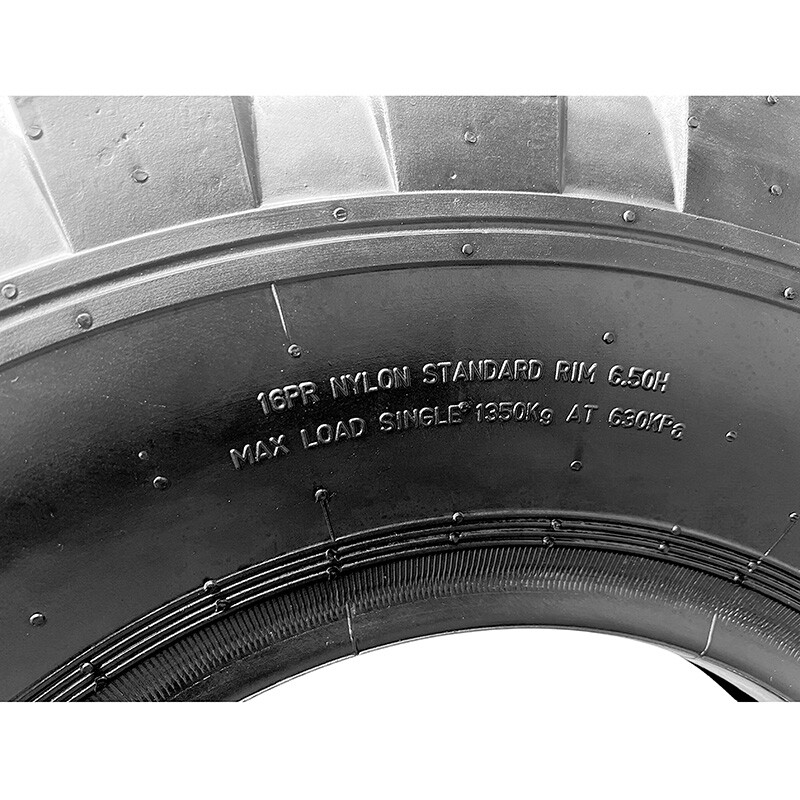 16PR NYLON STANDARD RIM 6.50H
MAX LOAD SINGLE 1350Kg AT 630KPa